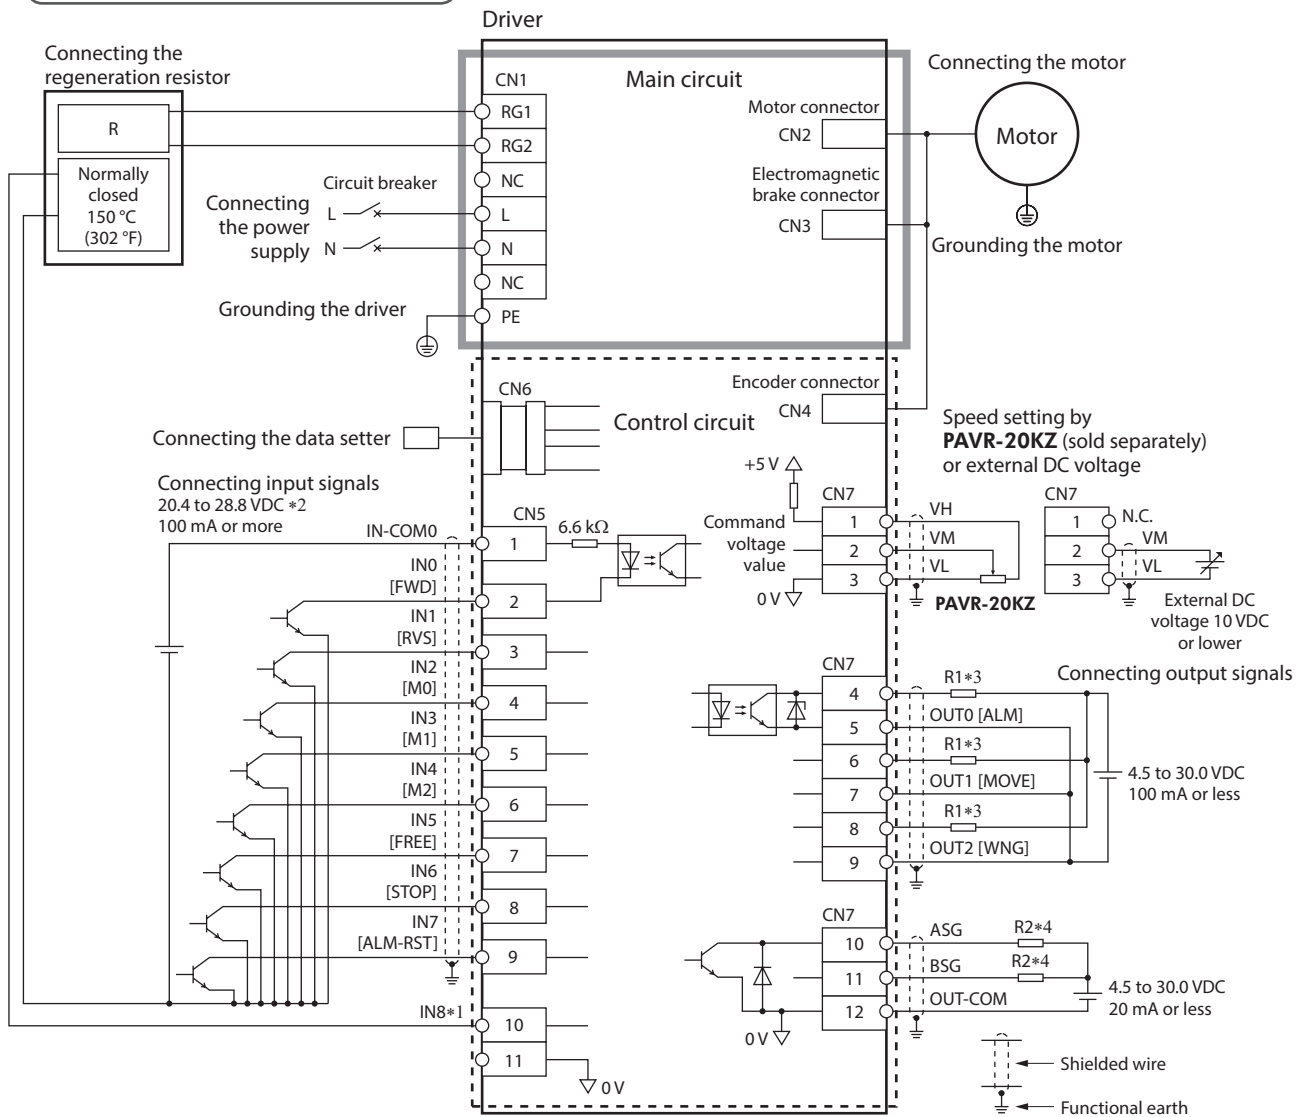 Driver
Connecting the
regeneration resistor
R
Normally
closed
150 °C
(302 °F)
Main circuit
CN1
RG1
RG2
NC
L
N
NC
PE
Circuit breaker
Connecting
the power
supply
L
N
Grounding the driver
Motor connector
CN2
Electromagnetic
brake connector
CN3
Connecting the motor
Motor
Grounding the motor
CN6
Connecting the data setter
Control circuit
Encoder connector
CN4
Speed setting by
PAVR-20KZ (sold separately)
or external DC voltage
+5 V
Command
voltage
value
0 V
CN7
1
2
3
VH
VM
VL
PAVR-20KZ
CN7
1
2
3
N.C.
VM
VL
External DC
voltage 10 VDC
or lower
Connecting input signals
20.4 to 28.8 VDC *2
100 mA or more
CN5
6.6 kΩ
IN-COM0
1
IN0
[FWD]
2
IN1
[RVS]
3
IN2
[M0]
4
IN3
[M1]
5
IN4
[M2]
6
IN5
[FREE]
7
IN6
[STOP]
8
IN7
[ALM-RST]
9
IN8*1
10
11
0 V
Connecting output signals
CN7
4
R1*3
5
OUT0 [ALM]
6
R1*3
7
OUT1 [MOVE]
8
R1*3
9
OUT2 [WNG]
4.5 to 30.0 VDC
100 mA or less
CN7
10
ASG
R2*4
11
BSG
R2*4
12
OUT-COM
0 V
4.5 to 30.0 VDC
20 mA or less
Shielded wire
Functional earth